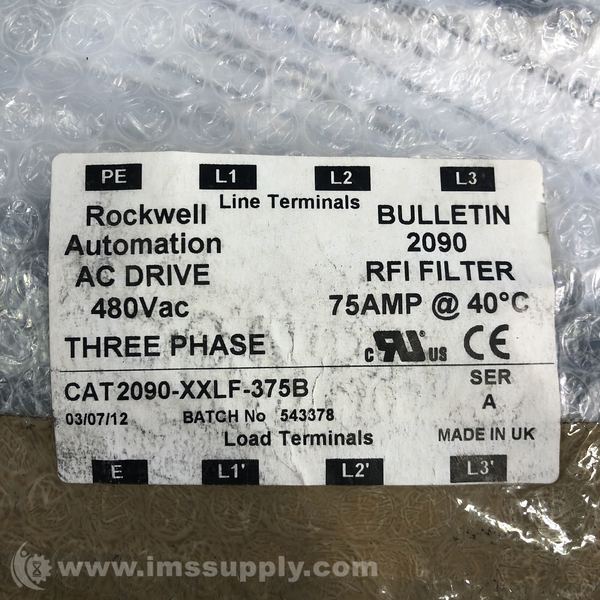 PE L1 L2 L3
Line Terminals
Rockwell BULLETIN
Automation 2090
AC DRIVE RFI FILTER
480Vac 75AMP @ 40°C
THREE PHASE c RU US CE
CAT2090-XXLF-375B SER
A
03/07/12 BATCH No 543378
Load Terminals MADE IN UK
E L1' L2' L3'
www.imssupply.com